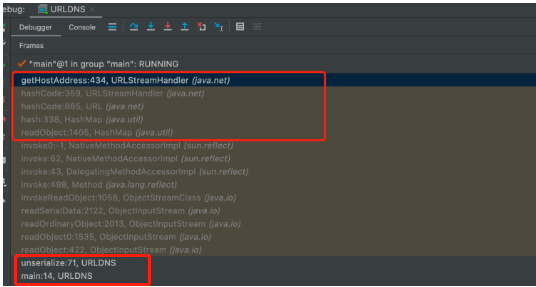 ebug: URLDNS ×
Debugger Console
Frames
"main"@1 in group "main": RUNNING
getHostAddress:434, URLStreamHandler (java.net)
hashCode:359, URLStreamHandler (java.net)
hashCode:885, URL (java.net)
hash:338, HashMap (java.util)
readObject:1405, HashMap (java.util)
invoke0:-1, NativeMethodAccessorImpl (sun.reflect)
invoke:62, NativeMethodAccessorImpl (sun.reflect)
invoke:43, DelegatingMethodAccessorImpl (sun.reflect)
invoke:498, Method (java.lang.reflect)
invokeReadObject:1058, ObjectStreamClass (java.io)
readSerialData:2122, ObjectInputStream (java.io)
readOrdinaryObject:2013, ObjectInputStream (java.io)
readObject0:1535, ObjectInputStream (java.io)
readObject:422, ObjectInputStream (java.io)
unserialize:71, URLDNS
main:14, URLDNS